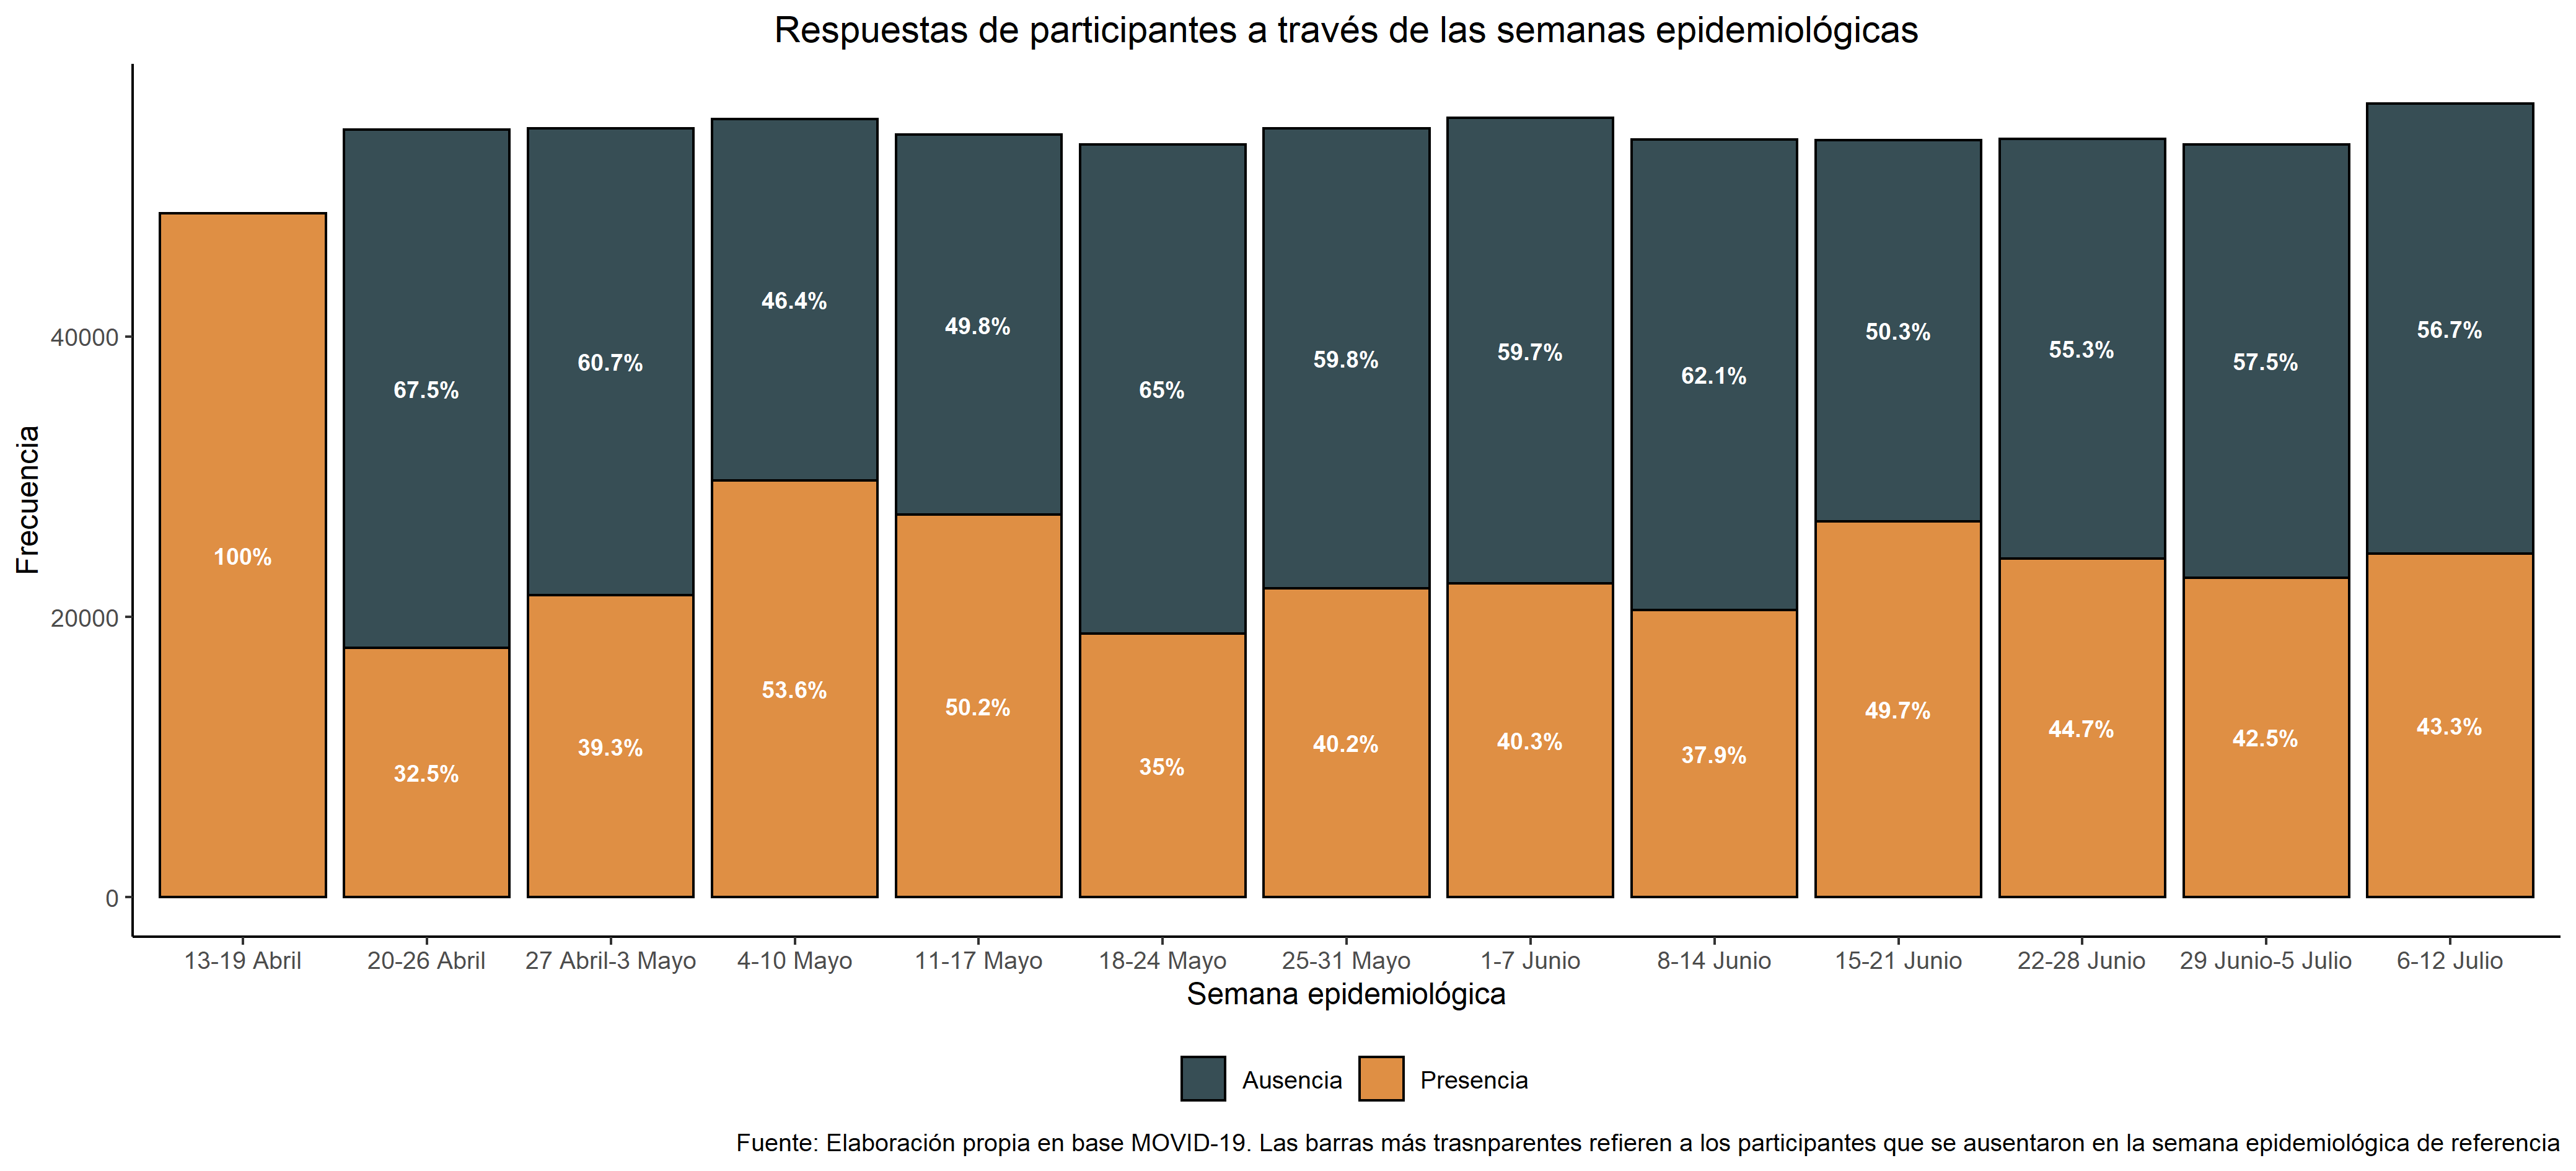 Respuestas de participantes a través de las semanas epidemiológicas
Frecuencia
40000
20000
0
100%
67.5%
32.5%
60.7%
39.3%
46.4%
53.6%
49.8%
50.2%
65%
35%
59.8%
40.2%
59.7%
40.3%
62.1%
37.9%
50.3%
49.7%
55.3%
44.7%
57.5%
42.5%
56.7%
43.3%
13-19 Abril
20-26 Abril
27 Abril-3 Mayo
4-10 Mayo
11-17 Mayo
18-24 Mayo
25-31 Mayo
1-7 Junio
8-14 Junio
15-21 Junio
22-28 Junio
29 Junio-5 Julio
6-12 Julio
Semana epidemiológica
Ausencia
Presencia
Fuente: Elaboración propia en base MOVID-19. Las barras más trasnparentes refieren a los participantes que se ausentaron en la semana epidemiológica de referencia